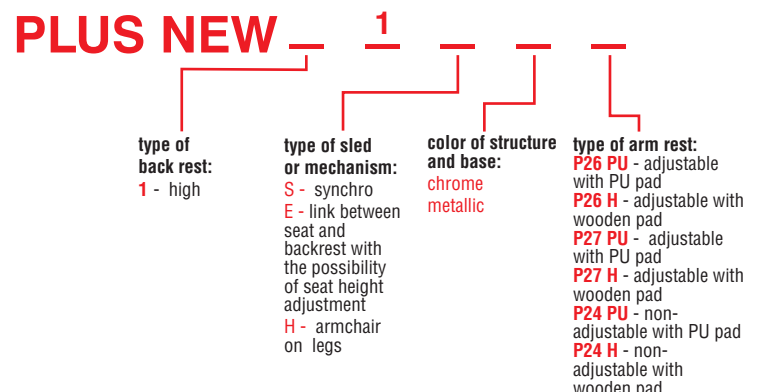 PLUS NEW _ 1 _ _ _
type of
back rest:
1 - high
type of sled
or mechanism:
S - synchro
E - link between
seat and
backrest with
the possibility
of seat height
adjustment
H - armchair
on legs
color of structure
and base:
chrome
metallic
type of arm rest:
P26 PU - adjustable
with PU pad
P26 H - adjustable with
wooden pad
P27 PU - adjustable
with PU pad
P27 H - adjustable with
wooden pad
P24 PU - non-
adjustable with PU pad
P24 H - non-
adjustable with
wooden pad